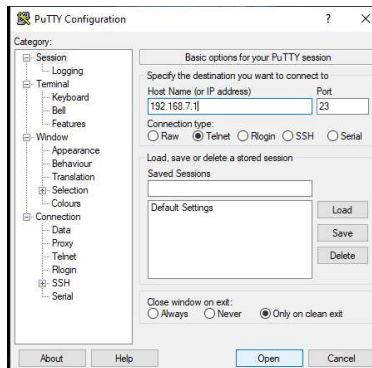 PuTTY Configuration ? ×
Category:
Session
Logging
Terminal
Keyboard
Bell
Features
Window
Appearance
Behaviour
Translation
Selection
Colours
Connection
Data
Proxy
Telnet
Rlogin
SSH
Serial
Basic options for your PuTTY session
Specify the destination you want to connect to
Host Name (or IP address) Port
192.168.7.1 23
Connection type:
Raw Telnet Rlogin SSH Serial
Load, save or delete a stored session
Saved Sessions
Default Settings
Load
Save
Delete
Close window on exit:
Always Never Only on clean exit
About Help Open Cancel